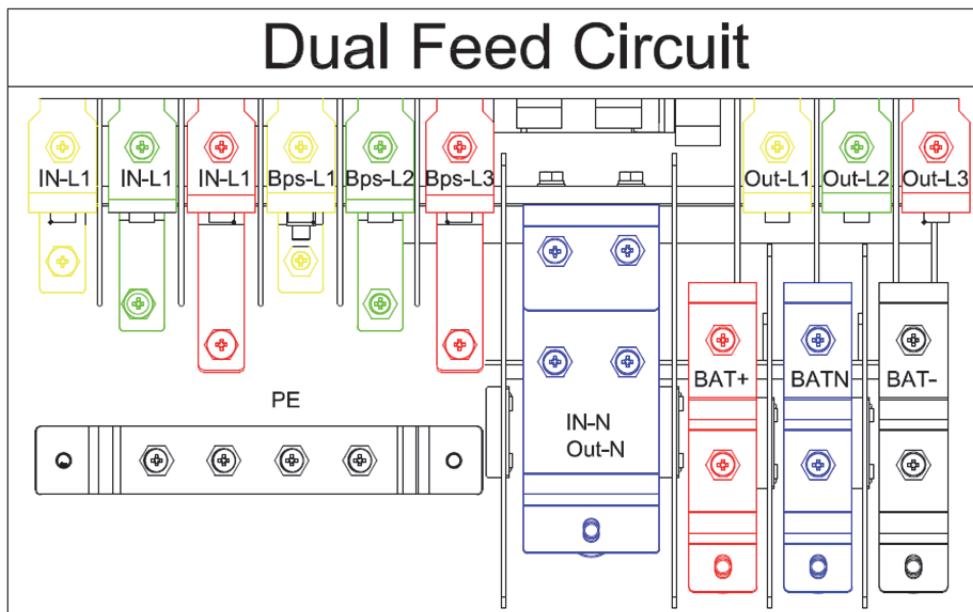 Dual Feed Circuit
IN-L1 IN-L1 IN-L1 Bps-L1 Bps-L2 Bps-L3 Out-L1 Out-L2 Out-L3
BAT+ BATN BAT-
PE
IN-N
Out-N